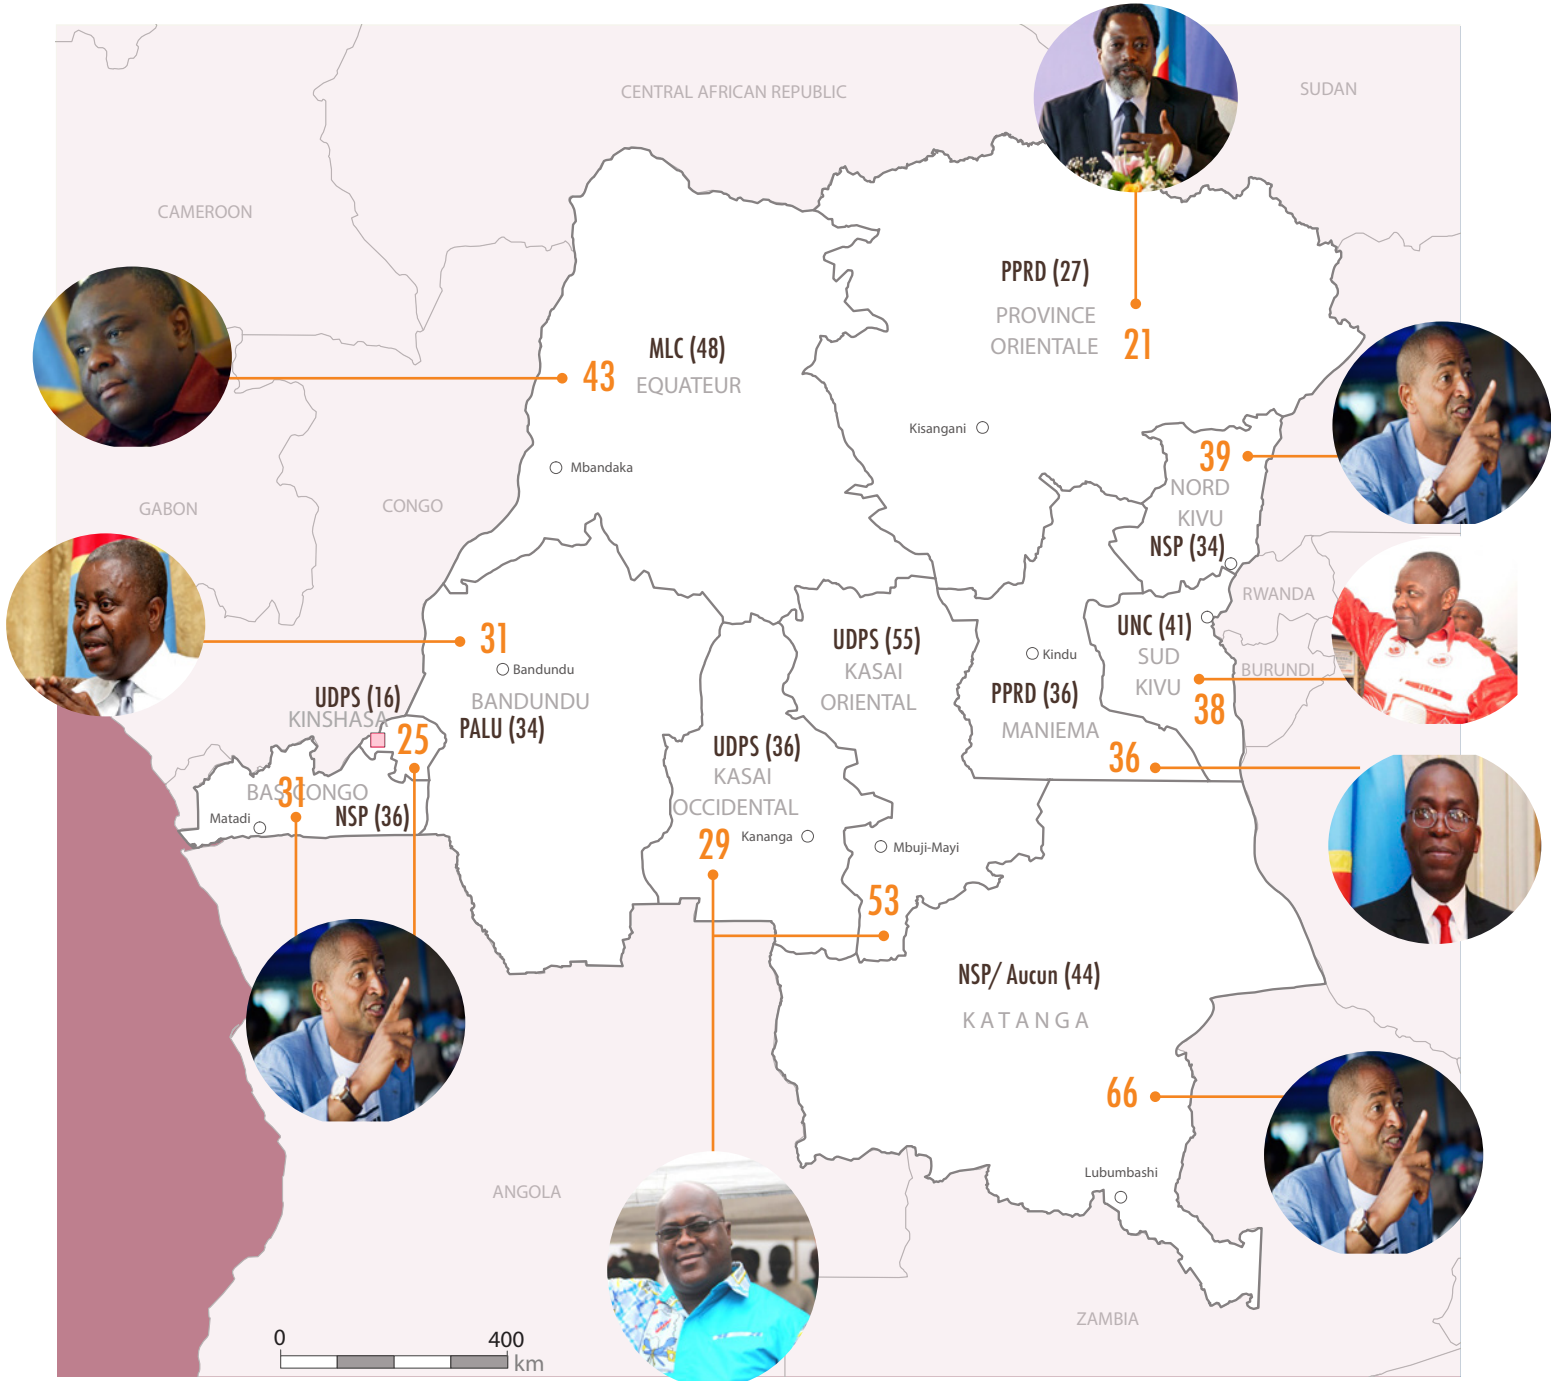 CENTRAL AFRICAN REPUBLIC
SUDAN
CAMEROON
PPRD (27)
PROVINCE
ORIENTALE
21
MLC (48)
43
EQUATEUR
Kisangani
39
Mbandaka
NORD
KIVU
NSP (34)
GABON
CONGO
RWANDA
UNC (41)
SUD
KIVU
38
BURUNDI
31
Bandundu
BANDUNDU
PALU (34)
UDPS (55)
KASAI
ORIENTAL
Kindu
PPRD (36)
MANIEMA
36
UDPS (16)
KINSHASA
25
UDPS (36)
KASAI
OCCIDENTAL
29
Kananga
BAS CONGO
31
NSP (36)
Matadi
Mbuji-Mayi
53
NSP/ Aucun (44)
KATANGA
66
Lubumbashi
ANGOLA
ZAMBIA
0 400
km